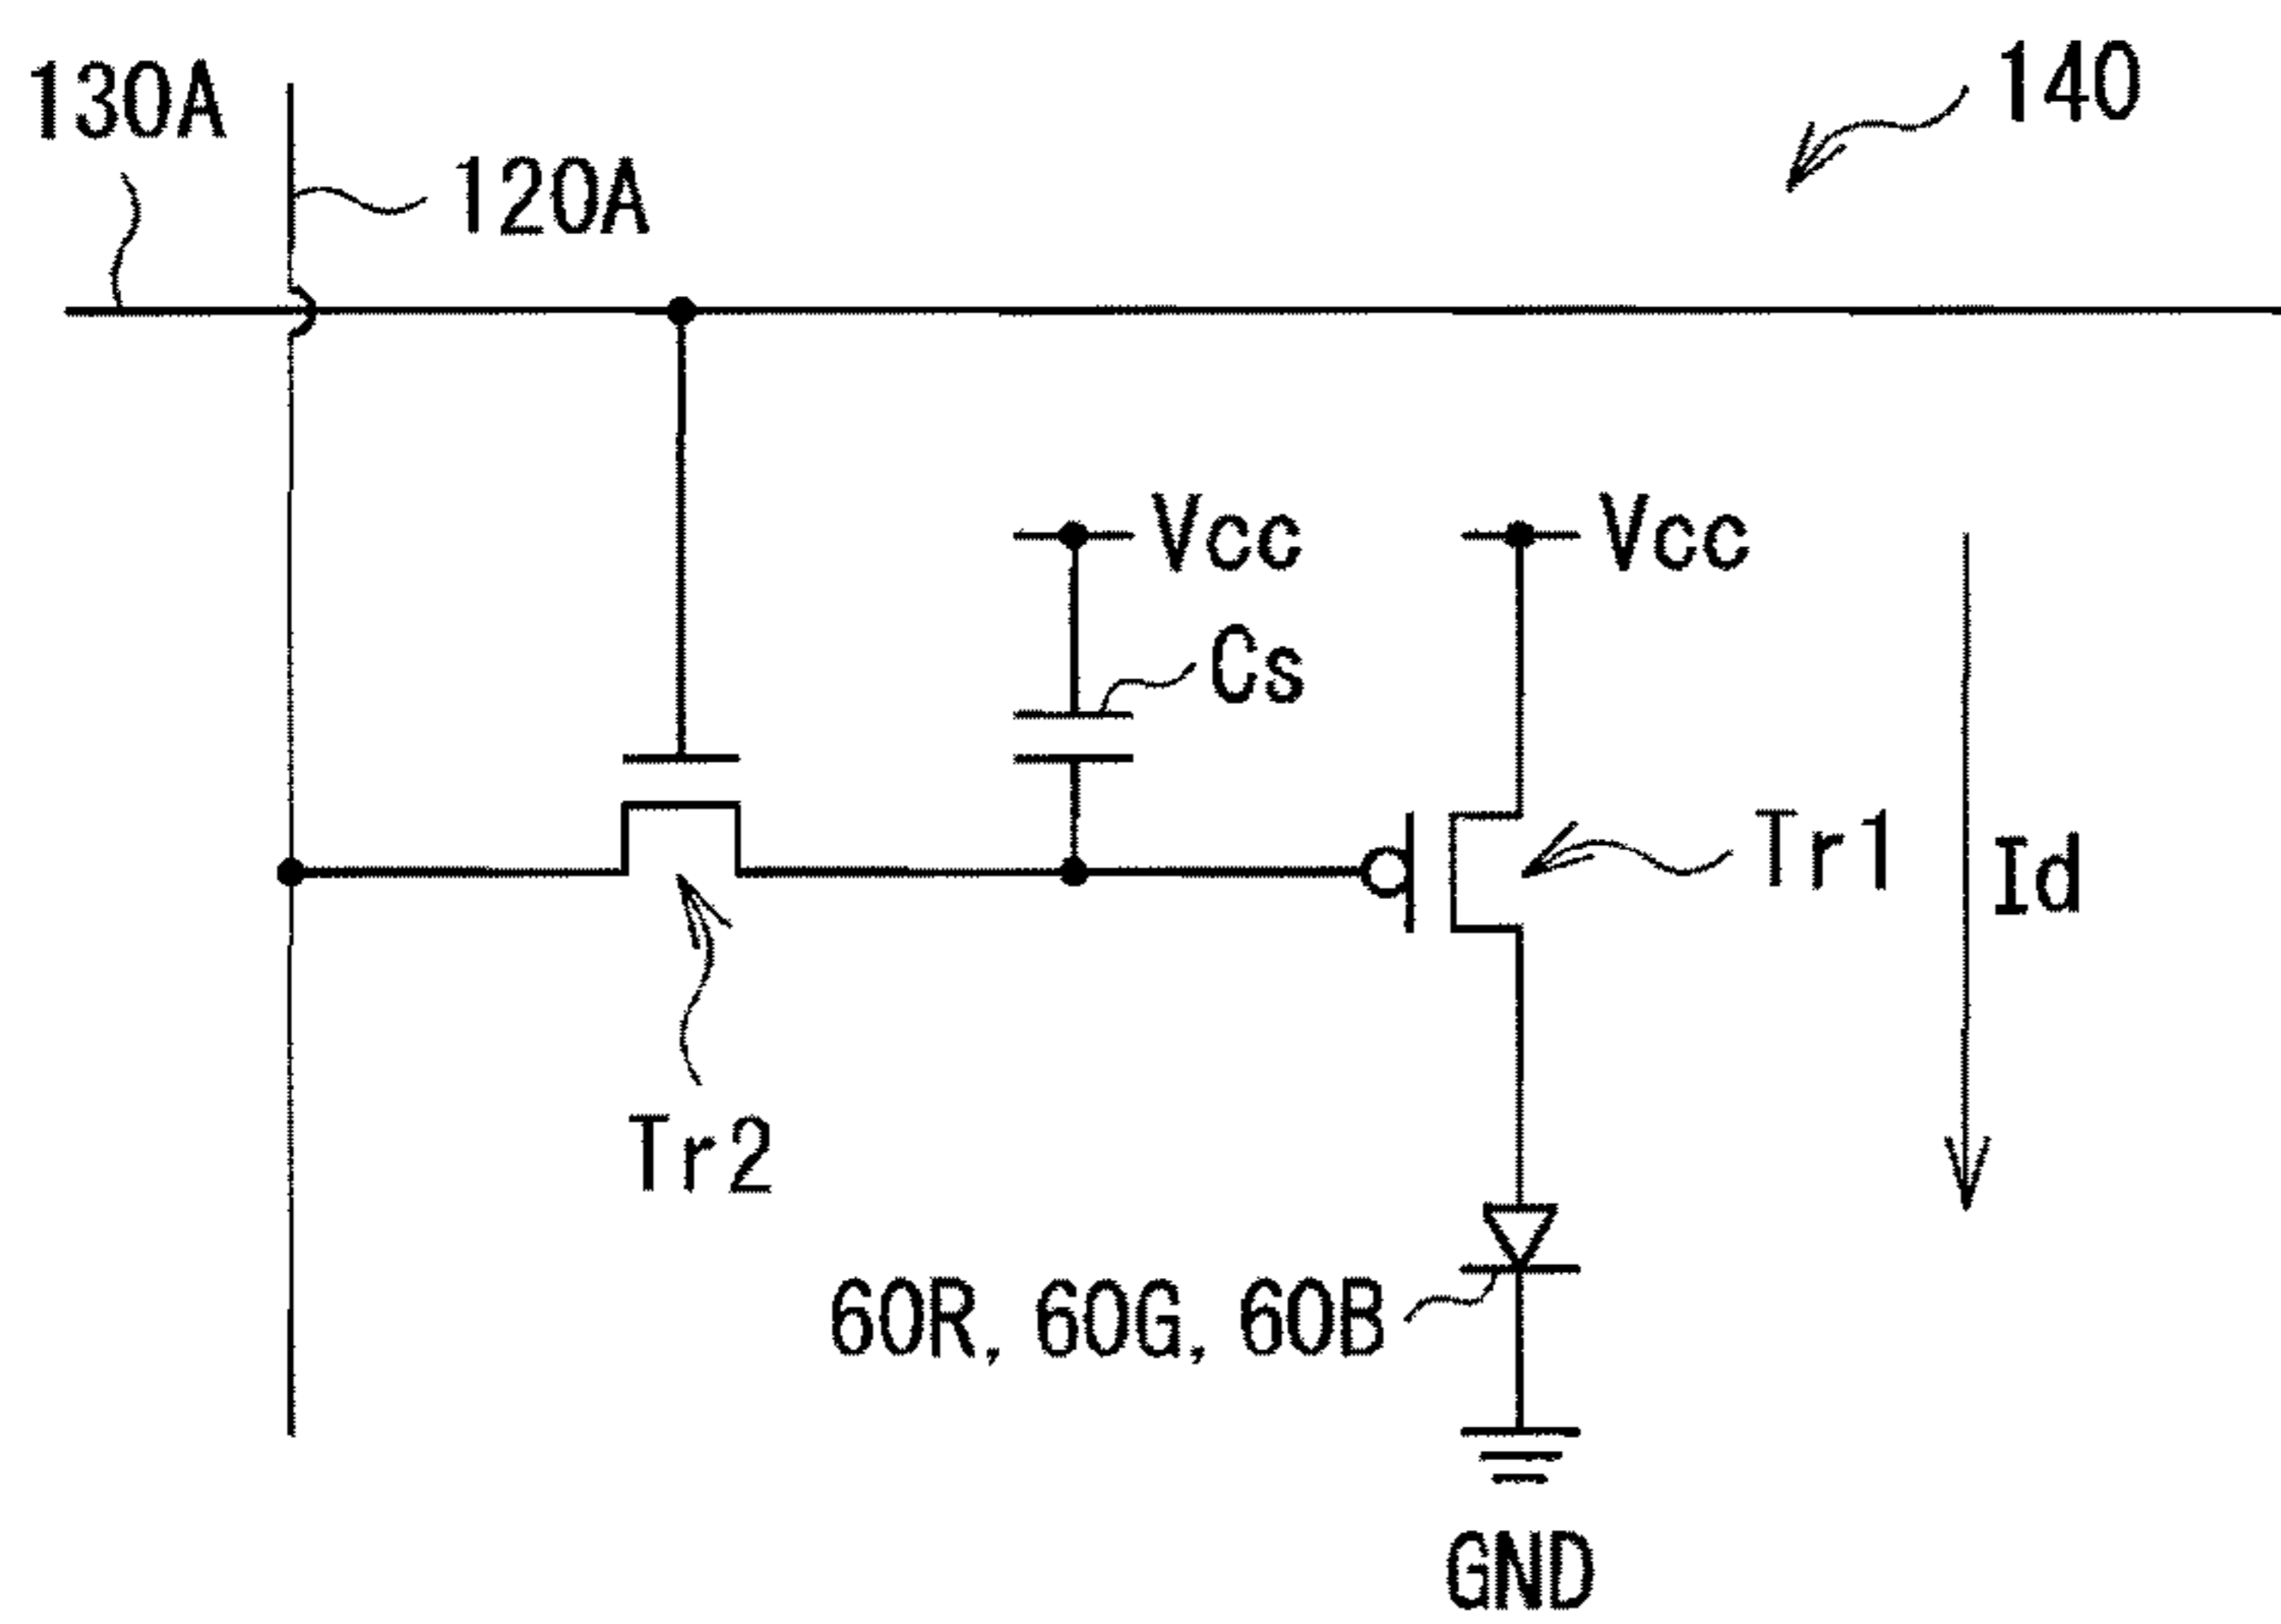 130A
140
120A
Vcc
Vcc
Cs
Tr1
Id
Tr2
60R, 60G, 60B
GND